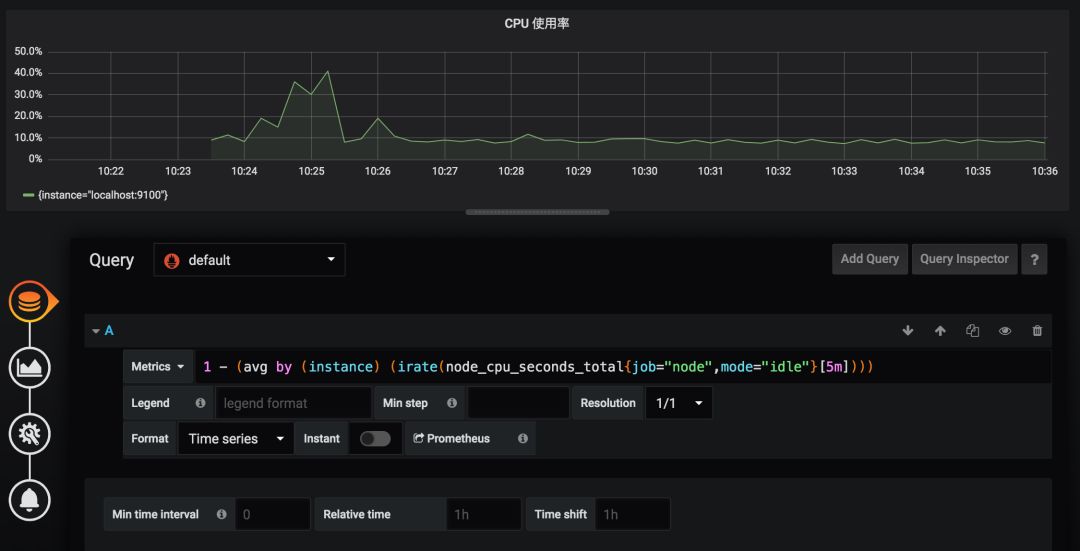 CPU 使用率
50.0%
40.0%
30.0%
20.0%
10.0%
0%
10:22 10:23 10:24 10:25 10:26 10:27 10:28 10:29 10:30 10:31 10:32 10:33 10:34 10:35 10:36
{instance="localhost:9100"}
Query default Add Query Query Inspector ?
A
Metrics 1 - (avg by (instance) (irate(node_cpu_seconds_total{job="node",mode="idle"}[5m])))
Legend legend format Min step Resolution 1/1
Format Time series Instant Prometheus
Min time interval 0 Relative time 1h Time shift 1h